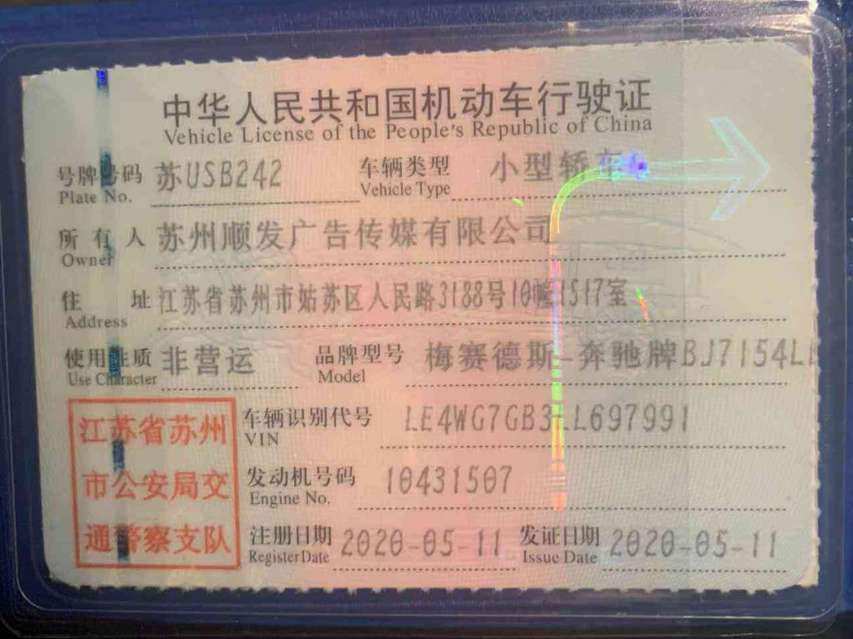 中华人民共和国机动车行驶证
Vehicle License of the People's Republic of China
号牌号码 苏USB242 车辆类型 小型轿车
Plate No. Vehicle Type
所有人 苏州顺发广告传媒有限公司
Owner
住址 江苏省苏州市姑苏区人民路3188号10幢1517室
Address
使用性质 非营运 品牌型号 梅赛德斯-奔驰牌BJ7154L
Use Character Model
江苏省苏州 车辆识别代号 LE4WG7GB3LL697991
VIN
市公安局交 发动机号码 10431507
Engine No.
通警察支队 注册日期 2020-05-11 发证日期 2020-05-11
Register Date Issue Date